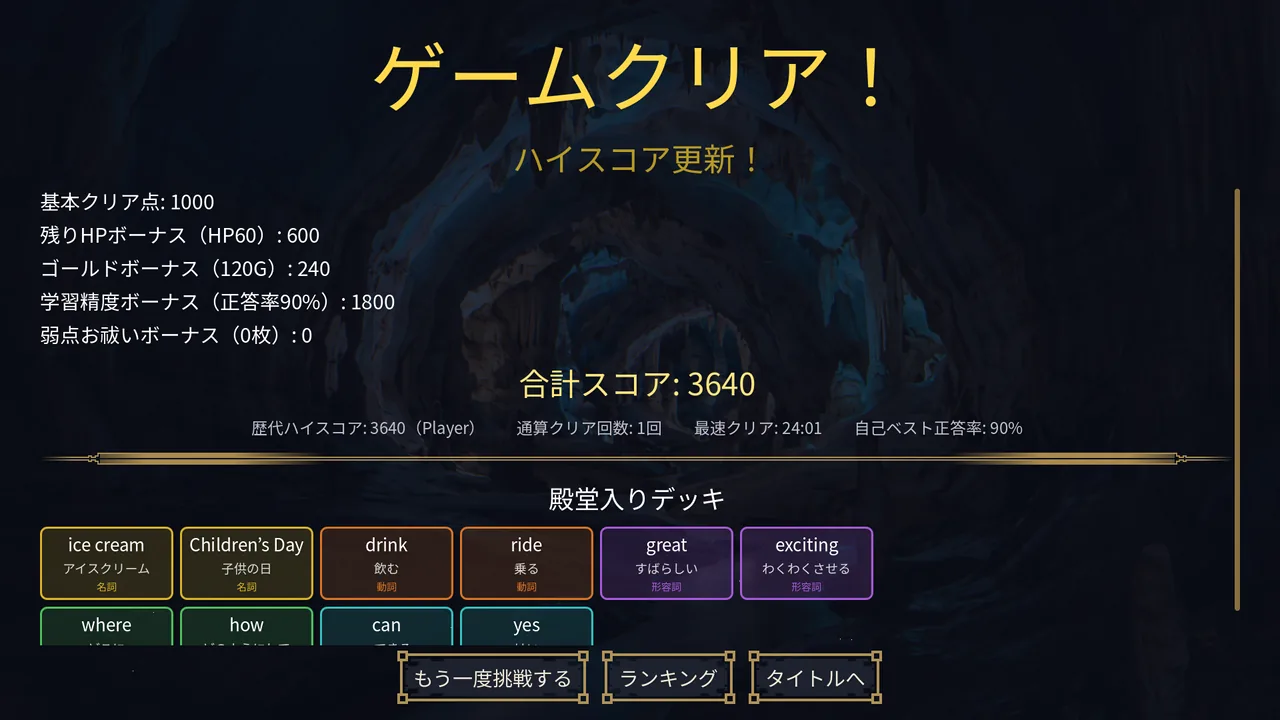 ゲームクリア！
ハイスコア更新！
基本クリア点: 1000
残りHPボーナス（HP60）: 600
ゴールドボーナス（120G）: 240
学習精度ボーナス（正答率90%）: 1800
弱点お祓いボーナス（0枚）: 0
合計スコア: 3640
歴代ハイスコア: 3640（Player） 通算クリア回数: 1回 最速クリア: 24:01 自己ベスト正答率: 90%
殿堂入りデッキ
ice cream Children’s Day drink ride great exciting
アイスクリーム 子供の日 飲む 乗る すばらしい わくわくさせる
名詞 名詞 動詞 動詞 形容詞 形容詞
where how can yes
もう一度挑戦する ランキング タイトルへ